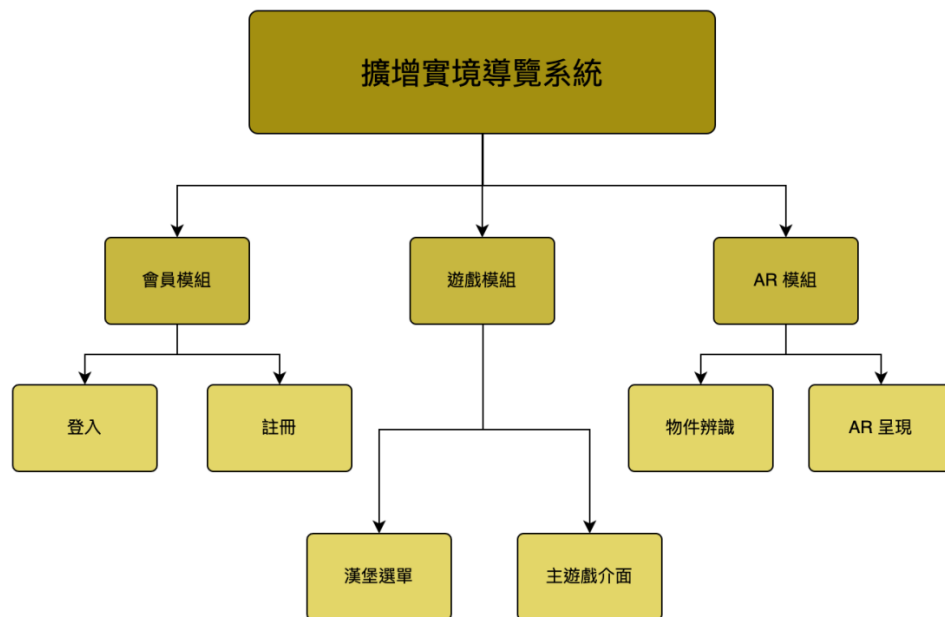 擴增實境導覽系統
會員模組
遊戲模組
AR 模組
登入
註冊
物件辨識
AR 呈現
漢堡選單
主遊戲介面